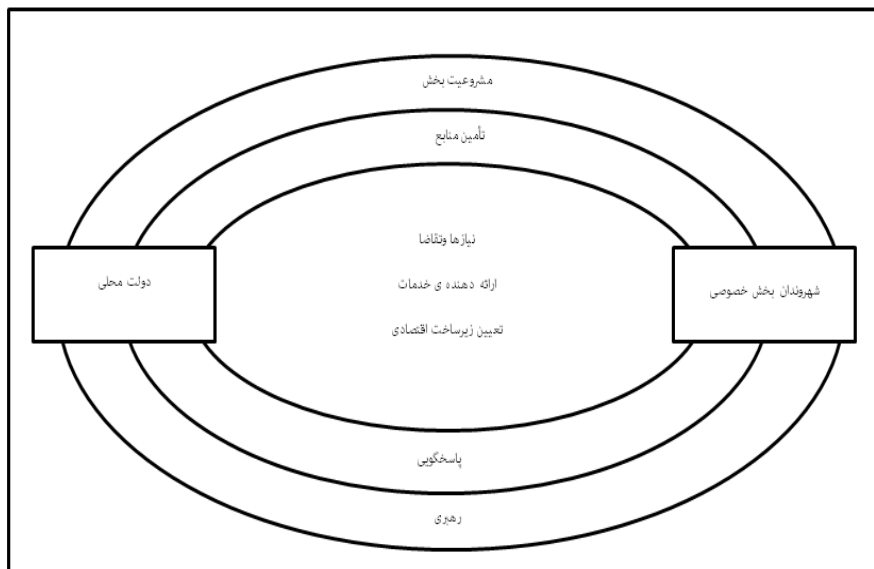 مشروعیت بخش
تأمین منابع
نیازها وتقاضا
دولت محلی
ارائه دهنده ی خدمات
شهروندان بخش خصوصی
تعیین زیرساخت اقتصادی
پاسخگویی
رهبری